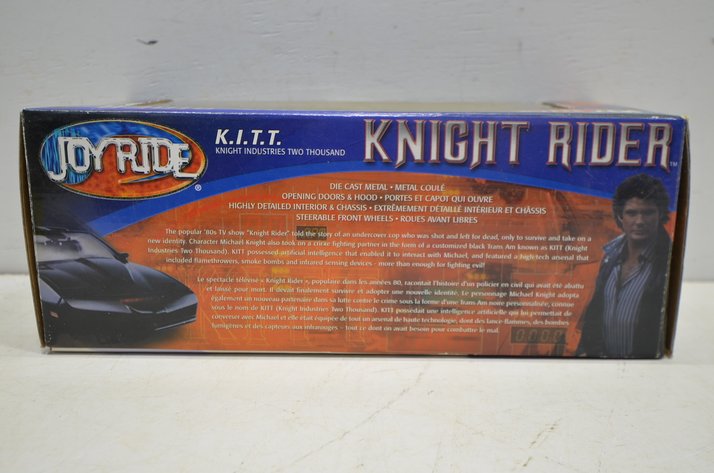 JOYRIDE
®
K.I.T.T.
KNIGHT INDUSTRIES TWO THOUSAND
KNIGHT RIDER™
DIE CAST METAL • METAL COULÉ
OPENING DOORS & HOOD • PORTES ET CAPOT QUI OUVRE
HIGHLY DETAILED INTERIOR & CHASSIS • EXTRÊMEMENT DÉTAILLÉ INTÉRIEUR ET CHÂSSIS
STEERABLE FRONT WHEELS • ROUES AVANT LIBRES
The popular '80s TV show "Knight Rider" told the story of an undercover cop who was shot and left for dead, only to survive and take on a
new identity. Character Michael Knight also took on a crime fighting partner in the form of a customized black Trans Am known as KITT (Knight
Industries Two Thousand). KITT possessed artificial intelligence that enabled it to interact with Michael, and featured a high-tech arsenal that
included flamethrowers, smoke bombs and infrared sensing devices - more than enough for fighting evil!
Le spectacle télévisé « Knight Rider », populaire dans les années 80, racontait l'histoire d'un policier en civil qui avait été abattu
et laissé pour mort. Il devait finalement survivre et adopter une nouvelle identité. Le personnage Michael Knight adopta
également un nouveau partenaire dans sa lutte contre le crime sous la forme d'une Trans Am noire personnalisée, connue
sous le nom de KITT (Knight Industries Two Thousand). KITT possédait une intelligence artificielle qui lui permettait de
converser avec Michael et elle était équipée de tout un arsenal de haute technologie, dont des lance-flammes, des bombes
fumigènes et des capteurs aux infrarouges – tout ce dont on avait besoin pour combattre le mal.